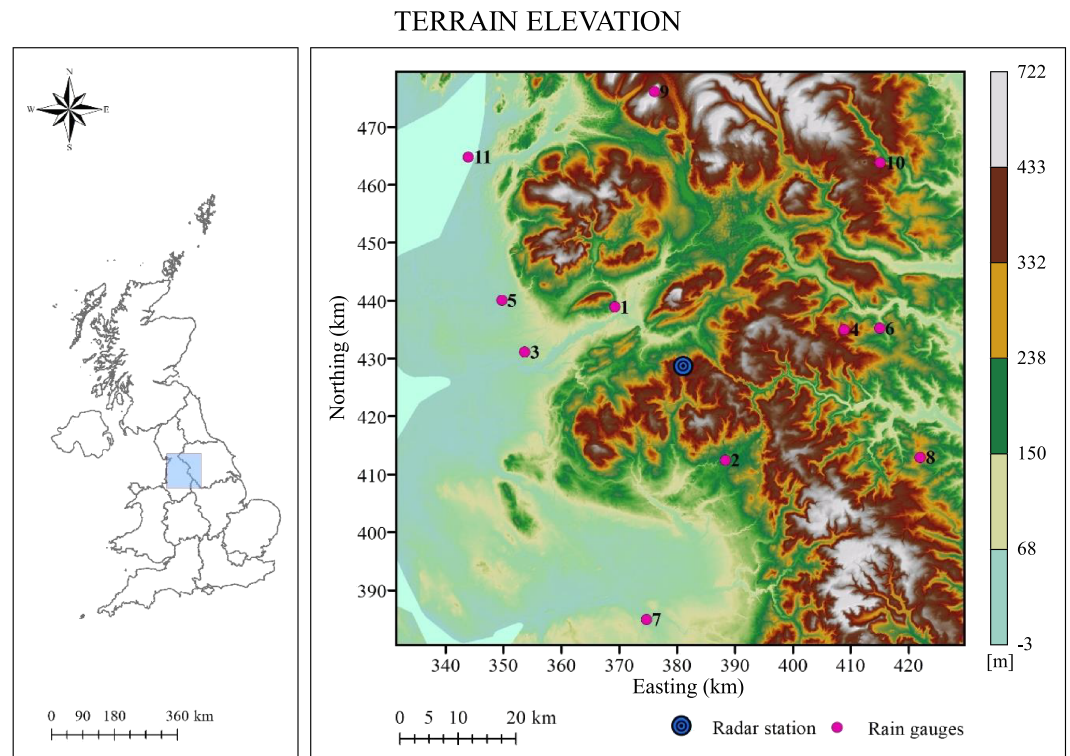 TERRAIN ELEVATION
N
W E
S
0 90 180 360 km
470
460
450
440
430
420
410
400
390
Northing (km)
9
11
10
5
1
4 6
3
2
8
7
340 350 360 370 380 390 400 410 420
Easting (km)
722
433
332
238
150
68
-3
[m]
0 5 10 20 km
Radar station
Rain gauges